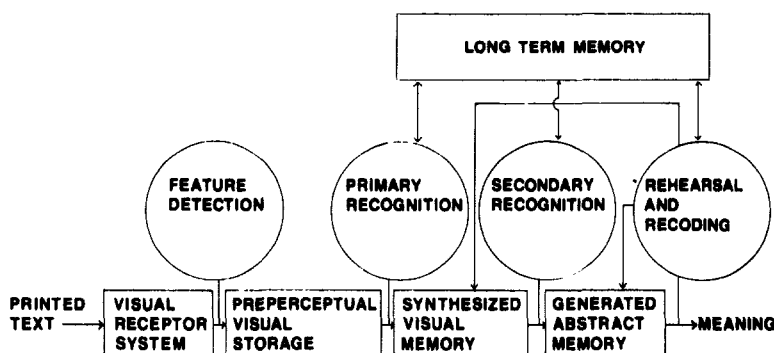 LONG TERM MEMORY
FEATURE
DETECTION
PRIMARY
RECOGNITION
SECONDARY
RECOGNITION
REHEARSAL
AND
RECODING
PRINTED
TEXT
VISUAL
RECEPTOR
SYSTEM
PREPERCEPTUAL
VISUAL
STORAGE
SYNTHESIZED
VISUAL
MEMORY
GENERATED
ABSTRACT
MEMORY
MEANING